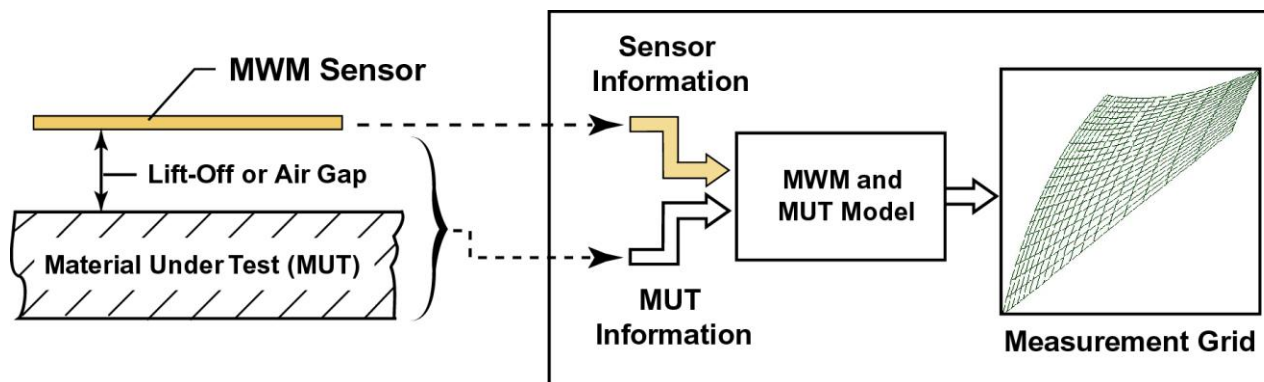 MWM Sensor
Lift-Off or Air Gap
Material Under Test (MUT)
Sensor
Information
MUT
Information
MWM and
MUT Model
Measurement Grid